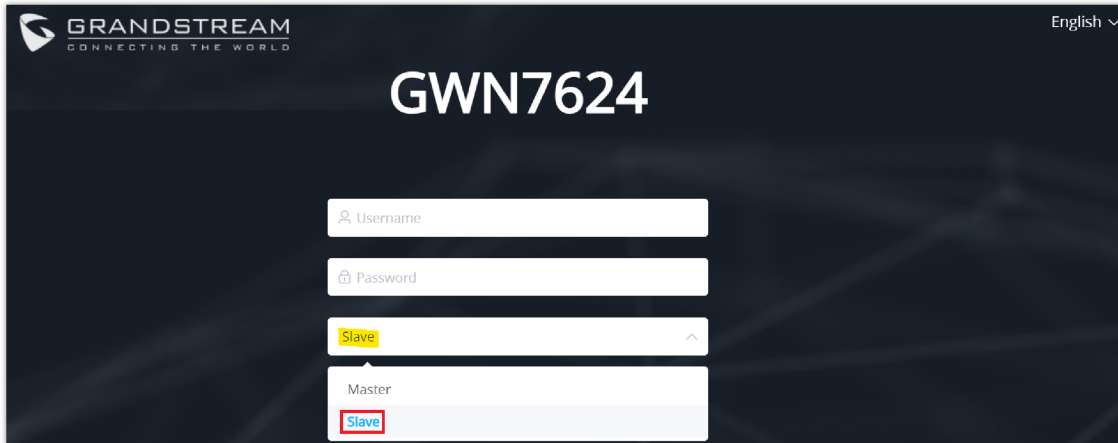 GRANDSTREAM
CONNECTING THE WORLD
English
GWN7624
Username
Password
Slave
Master
Slave